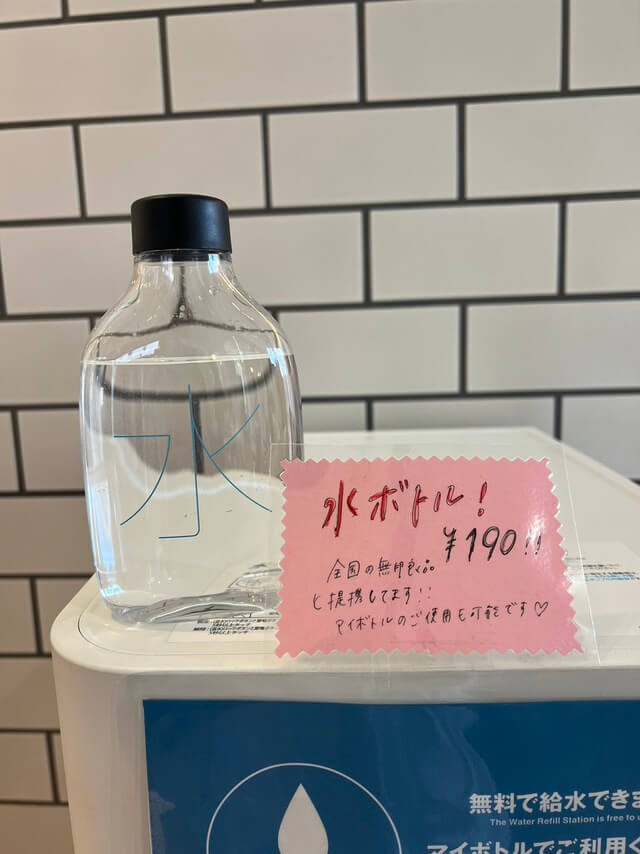 水
水ボトル!
¥190!!
全国の無印良品
と提携してます!!
マイボトルのご使用も可能です♡
無料で給水できま
The Water Refill Station is free to u
マイボトルでご利用く